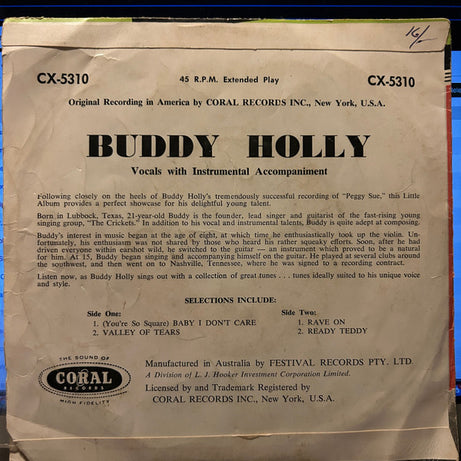 16/-
CX-5310 45 R.P.M. Extended Play CX-5310
Original Recording in America by CORAL RECORDS INC., New York, U.S.A.
BUDDY HOLLY
Vocals with Instrumental Accompaniment
Following closely on the heels of Buddy Holly's tremendously successful recording of "Peggy Sue," this Little
Album provides a perfect showcase for his delightful young talent.
Born in Lubbock, Texas, 21-year-old Buddy is the founder, lead singer and guitarist of the fast-rising young
singing group, "The Crickets." In addition to his vocal and instrumental talents, Buddy is quite adept at composing.
Buddy's interest in music began at the age of eight, at which time he enthusiastically took up the violin. Un-
fortunately, his enthusiasm was not shared by those who heard his rather squeaky efforts. Soon, after he had
driven everyone within earshot wild, he switched to the guitar — an instrument which proved to be a natural
for him. At 15, Buddy began singing and accompanying himself on the guitar. He played at several clubs around
the southwest, and then went on to Nashville, Tennessee, where he was signed to a recording contract.
Listen now, as Buddy Holly sings out with a collection of great tunes . . . tunes ideally suited to his unique voice
and style.
SELECTIONS INCLUDE:
Side One:
1. (You're So Square) BABY I DON'T CARE
2. VALLEY OF TEARS
Side Two:
1. RAVE ON
2. READY TEDDY
THE SOUND OF
CORAL
RECORDS
HIGH FIDELITY
Manufactured in Australia by FESTIVAL RECORDS PTY. LTD.
A Division of L. J. Hooker Investment Corporation Limited.
Licensed by and Trademark Registered by
CORAL RECORDS INC., New York, U.S.A.